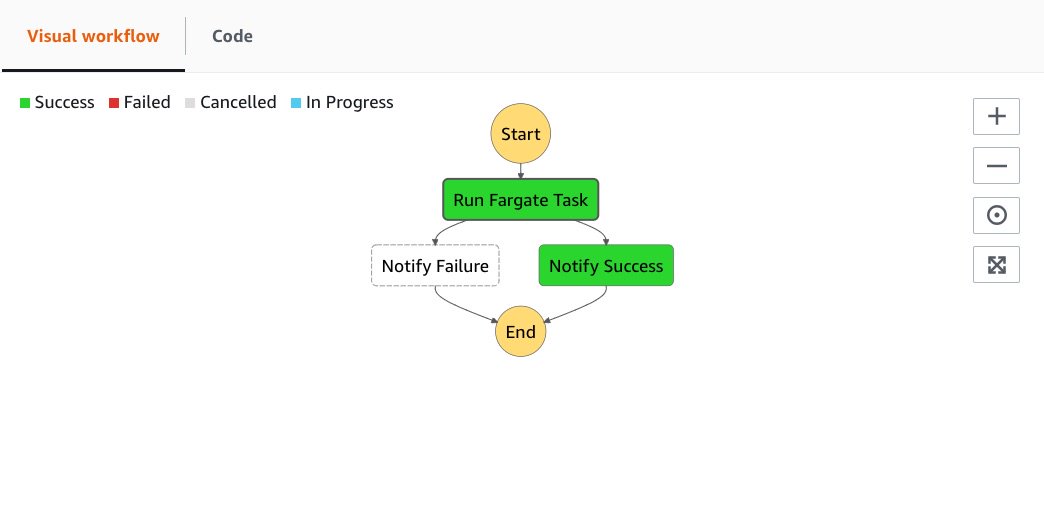 Visual workflow Code
Success Failed Cancelled In Progress
Start
Run Fargate Task
Notify Failure Notify Success
End